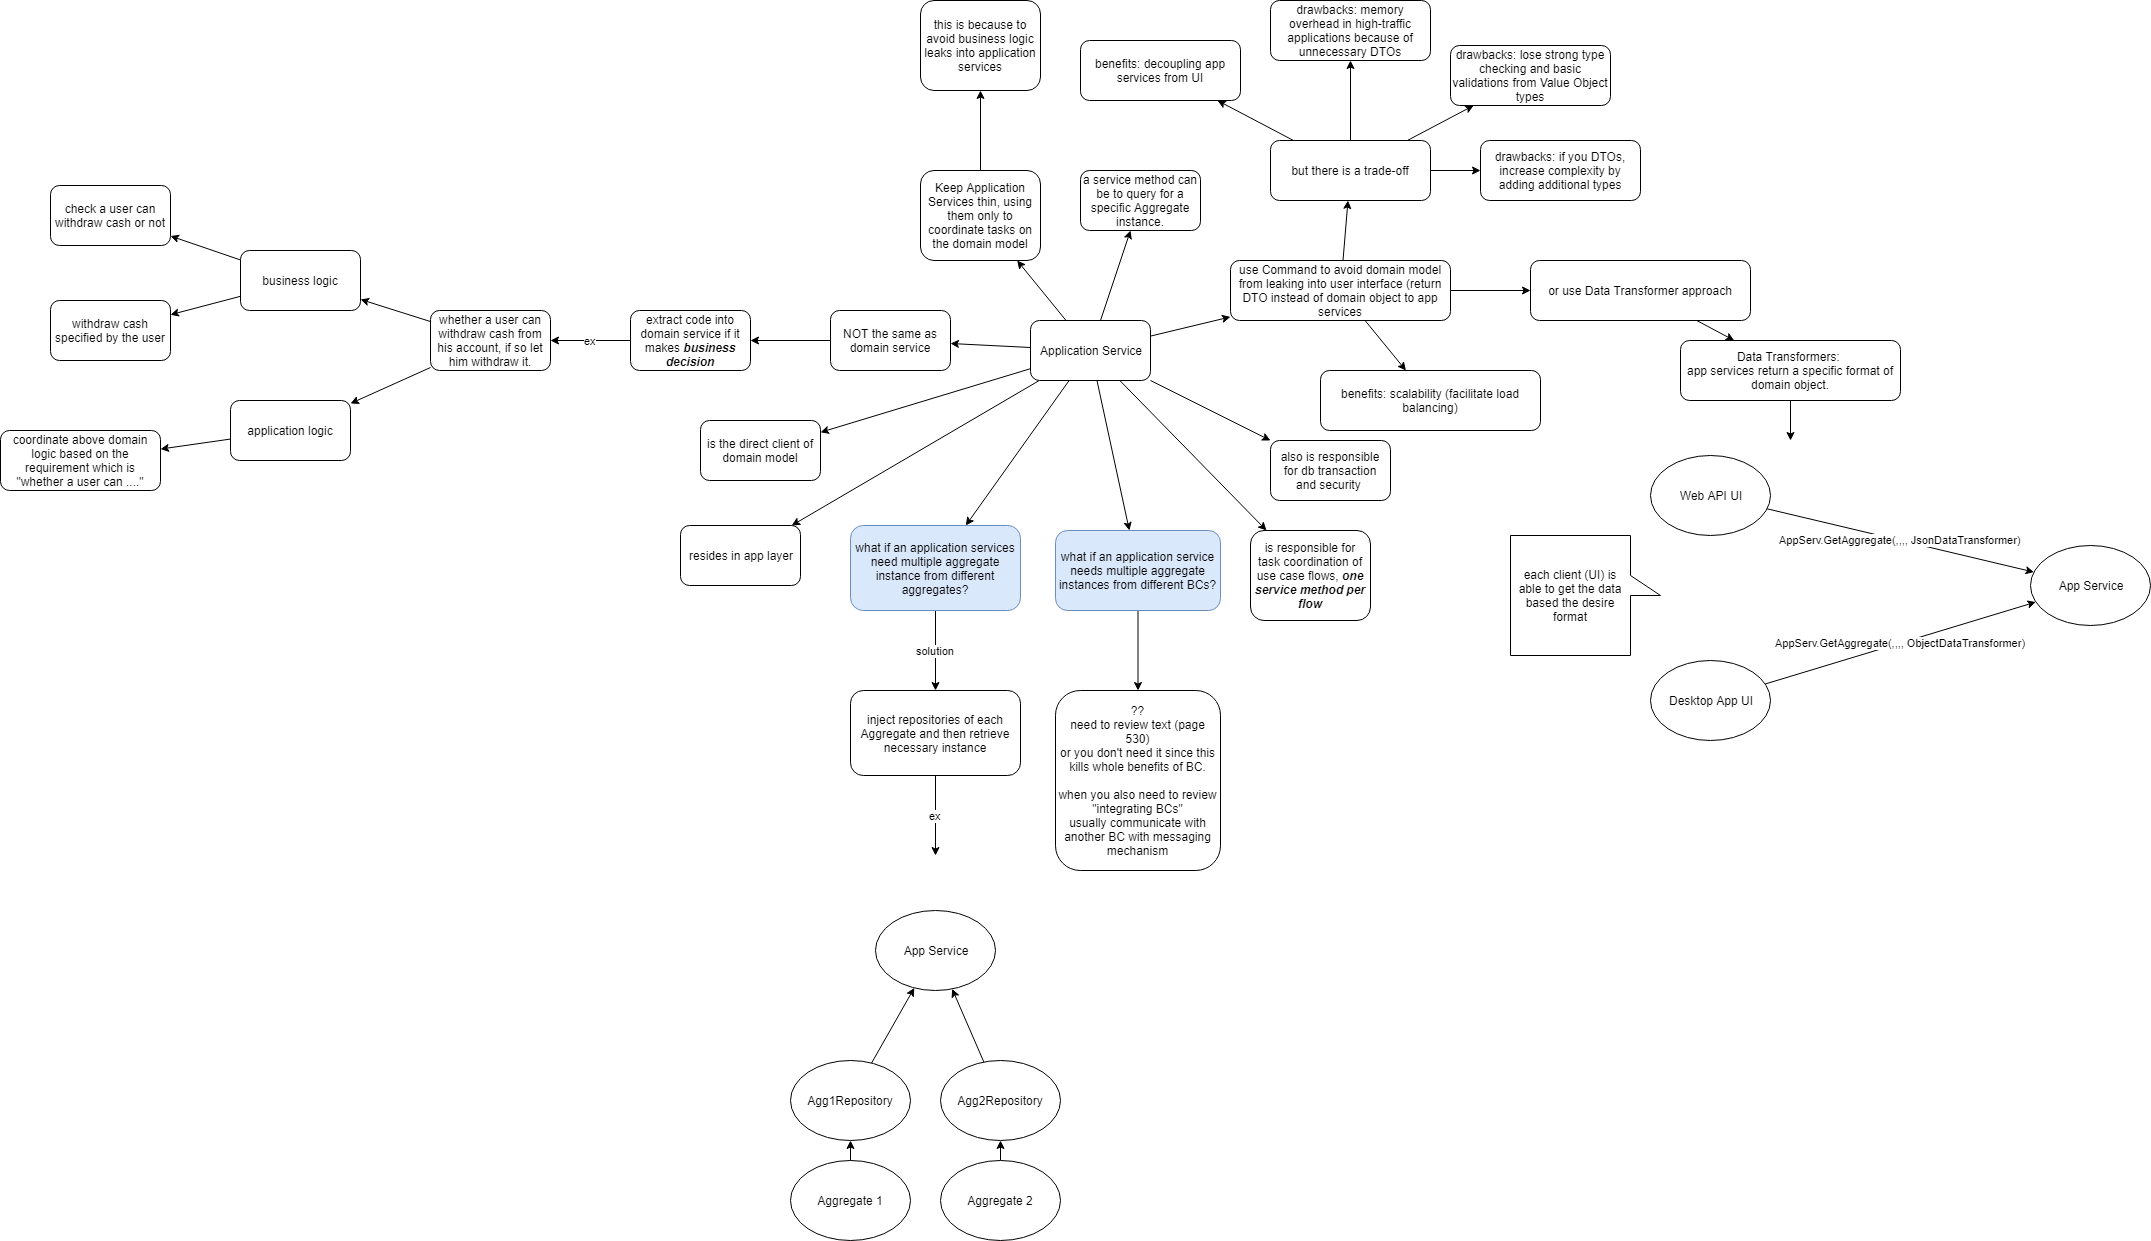 this is because to
avoid business logic
leaks into application
services
drawbacks: memory
overhead in high-traffic
applications because of
unnecessary DTOs
benefits: decoupling app
services from UI
drawbacks: lose strong type
checking and basic
validations from Value Object
types
but there is a trade-off
drawbacks: if you DTOs,
increase complexity by
adding additional types
Keep Application
Services thin, using
them only to
coordinate tasks on
the domain model
a service method can
be to query for a
specific Aggregate
instance.
check a user can
withdraw cash or not
business logic
withdraw cash
specified by the user
whether a user can
withdraw cash from
his account, if so let
him withdraw it.
ex
extract code into
domain service if it
makes business
decision
NOT the same as
domain service
Application Service
use Command to avoid domain model
from leaking into user interface (return
DTO instead of domain object to app
services
or use Data Transformer approach
Data Transformers:
app services return a specific format of
domain object.
benefits: scalability (facilitate load
balancing)
application logic
coordinate above domain
logic based on the
requirement which is
"whether a user can ...."
is the direct client of
domain model
also is responsible
for db transaction
and security
resides in app layer
what if an application services
need multiple aggregate
instance from different
aggregates?
what if an application service
needs multiple aggregate
instances from different BCs?
is responsible for
task coordination of
use case flows, one
service method per
flow
Web API UI
AppServ.GetAggregate(,,,, JsonDataTransformer)
each client (UI) is
able to get the data
based the desire
format
App Service
AppServ.GetAggregate(,,,, ObjectDataTransformer)
Desktop App UI
solution
inject repositories of each
Aggregate and then retrieve
necessary instance
??
need to review text (page
530)
or you don't need it since this
kills whole benefits of BC.
when you also need to review
"integrating BCs"
usually communicate with
another BC with messaging
mechanism
ex
App Service
Agg1Repository
Agg2Repository
Aggregate 1
Aggregate 2